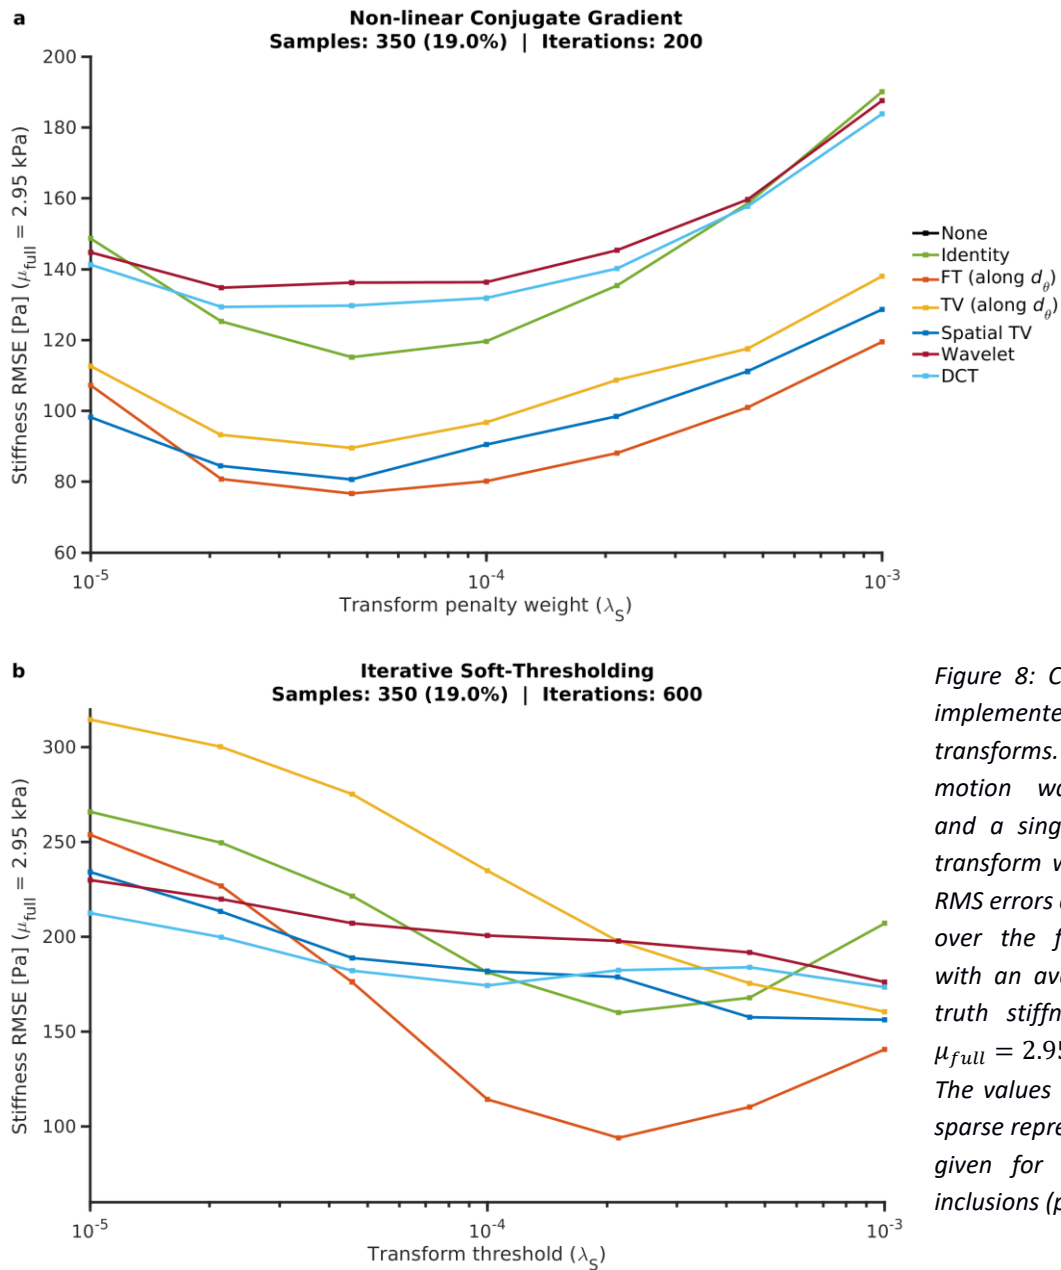 a
Non-linear Conjugate Gradient
Samples: 350 (19.0%) | Iterations: 200
Stiffness RMSE [Pa] (μfull = 2.95 kPa)
200
180
160
140
120
100
80
60
10-5
10-4
10-3
Transform penalty weight (λS)
None
Identity
FT (along dθ)
TV (along dθ)
Spatial TV
Wavelet
DCT
b
Iterative Soft-Thresholding
Samples: 350 (19.0%) | Iterations: 600
Stiffness RMSE [Pa] (μfull = 2.95 kPa)
300
250
200
150
100
10-5
10-4
10-3
Transform threshold (λS)
Figure 8: C
implemente
transforms.
motion wa
and a sing
transform v
RMS errors
over the f
with an av
truth stiffn
μfull = 2.95
The values
sparse repre
given for
inclusions (p